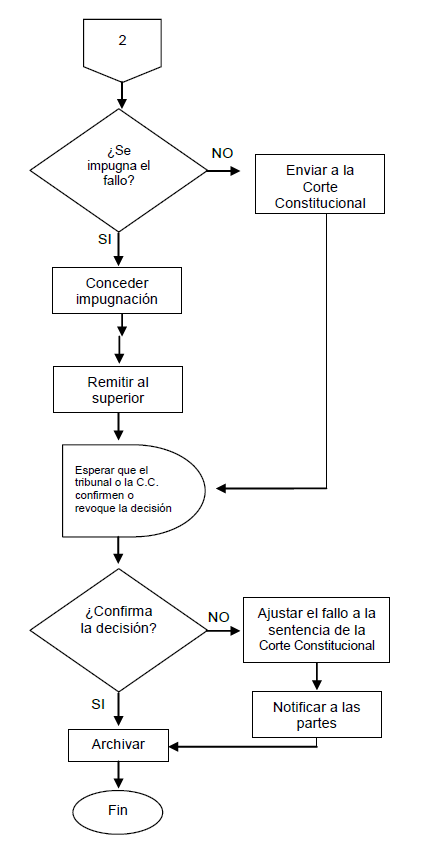 2
¿Se
impugna el
fallo?
NO
Enviar a la
Corte
Constitucional
SI
Conceder
impugnación
Remitir al
superior
Esperar que el
tribunal o la C.C.
confirmen o
revoque la decisión
¿Confirma
la decisión?
NO
Ajustar el fallo a la
sentencia de la
Corte Constitucional
SI
Notificar a las
partes
Archivar
Fin